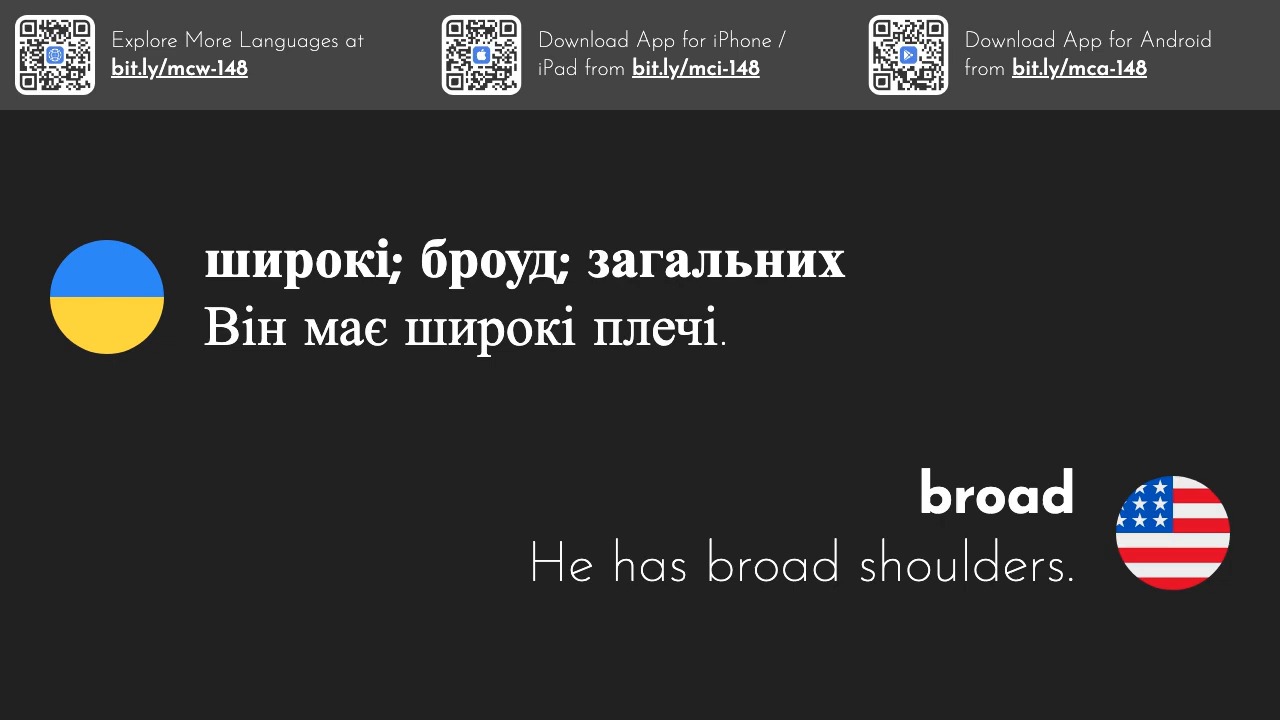 Explore More Languages at
bit.ly/mcw-148
Download App for iPhone /
iPad from bit.ly/mci-148
Download App for Android
from bit.ly/mca-148
широкі; броуд; загальних
Він має широкі плечі.
broad
He has broad shoulders.